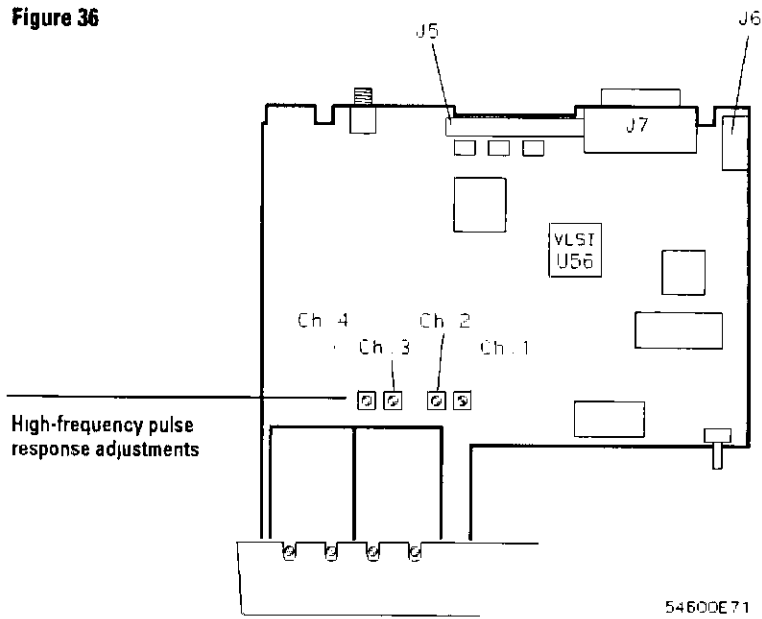 Figure 36
J5
J6
J7
VLSI
U56
Ch.4
Ch.2
Ch.3
Ch.1
High-frequency pulse
response adjustments
54600E71